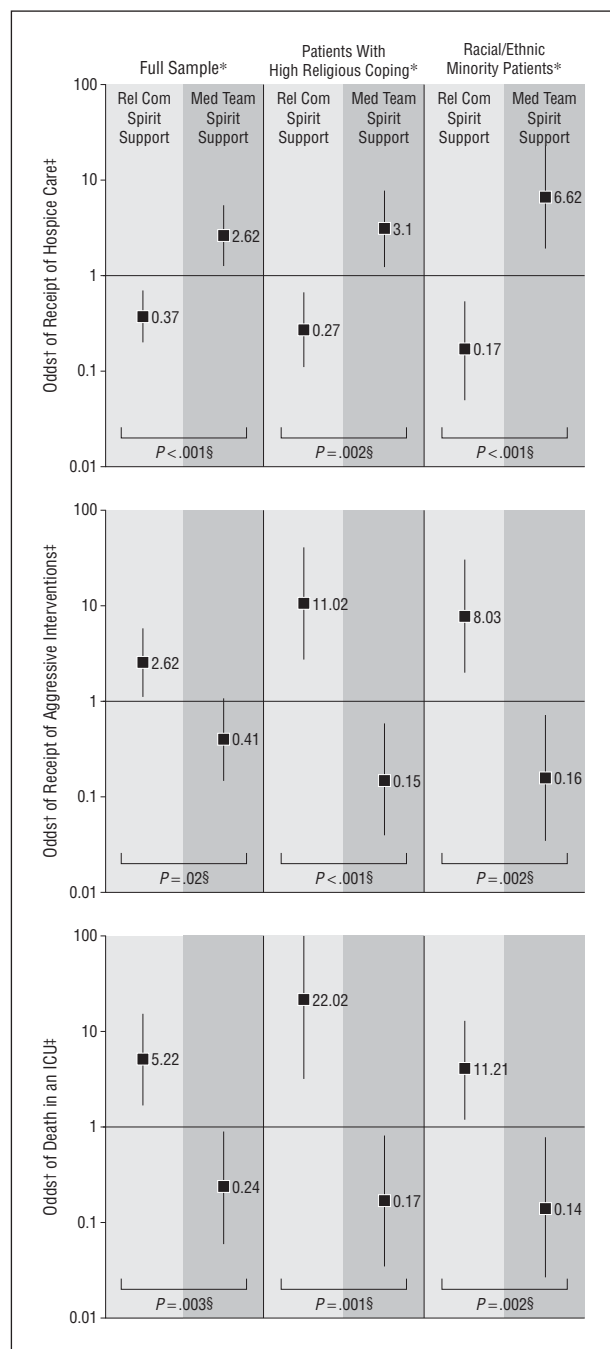 Full Sample*
Patients With
High Religious Coping*
Racial/Ethnic
Minority Patients*
Odds† of Receipt of Hospice Care‡
100
10
1
0.1
0.01
Rel Com
Spirit
Support
Med Team
Spirit
Support
Rel Com
Spirit
Support
Med Team
Spirit
Support
Rel Com
Spirit
Support
Med Team
Spirit
Support
0.37
2.62
0.27
3.1
0.17
6.62
P<.001§
P=.002§
P<.001§
Odds† of Receipt of Aggressive Interventions‡
100
10
1
0.1
0.01
2.62
0.41
11.02
0.15
8.03
0.16
P=.02§
P<.001§
P=.002§
Odds† of Death in an ICU‡
100
10
1
0.1
0.01
5.22
0.24
22.02
0.17
11.21
0.14
P=.003§
P=.001§
P=.002§